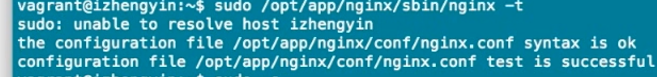 vagrant@izhengyin:~$ sudo /opt/app/nginx/sbin/nginx -t
sudo: unable to resolve host izhengyin
the configuration file /opt/app/nginx/conf/nginx.conf syntax is ok
configuration file /opt/app/nginx/conf/nginx.conf test is successful